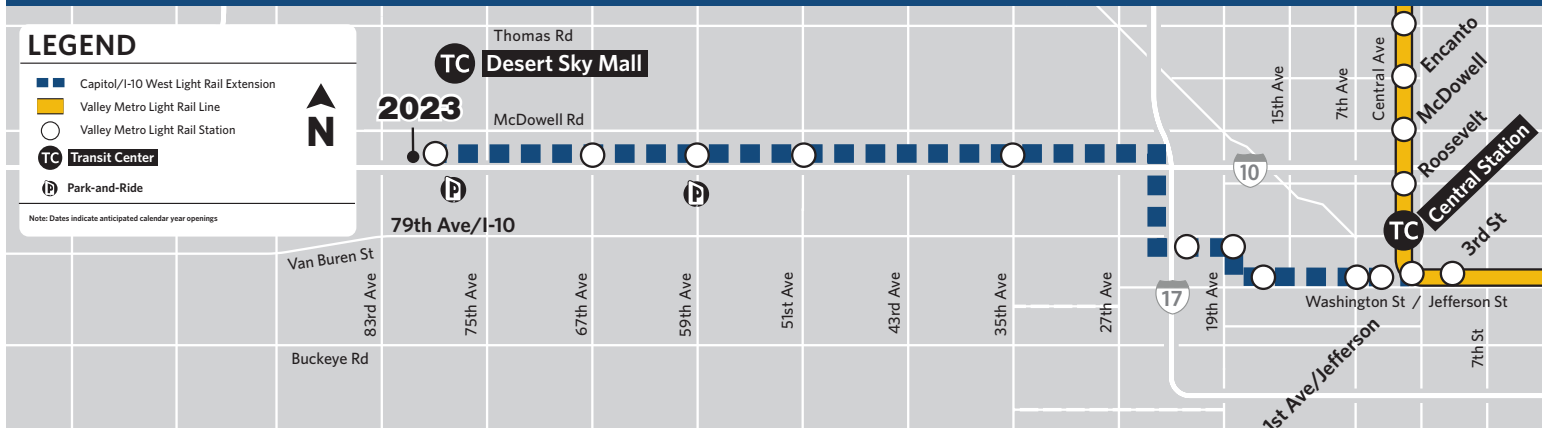 LEGEND
Capitol/I-10 West Light Rail Extension
Valley Metro Light Rail Line
Valley Metro Light Rail Station
TC Transit Center
P Park-and-Ride
Note: Dates indicate anticipated calendar year openings
N
Thomas Rd
TC Desert Sky Mall
2023
McDowell Rd
P
P
79th Ave/I-10
Van Buren St
Buckeye Rd
83rd Ave
75th Ave
67th Ave
59th Ave
51st Ave
43rd Ave
35th Ave
27th Ave
19th Ave
15th Ave
7th Ave
Central Ave
10
17
Encanto
McDowell
Roosevelt
TC Central Station
3rd St
Washington St / Jefferson St
1st Ave/Jefferson
7th St